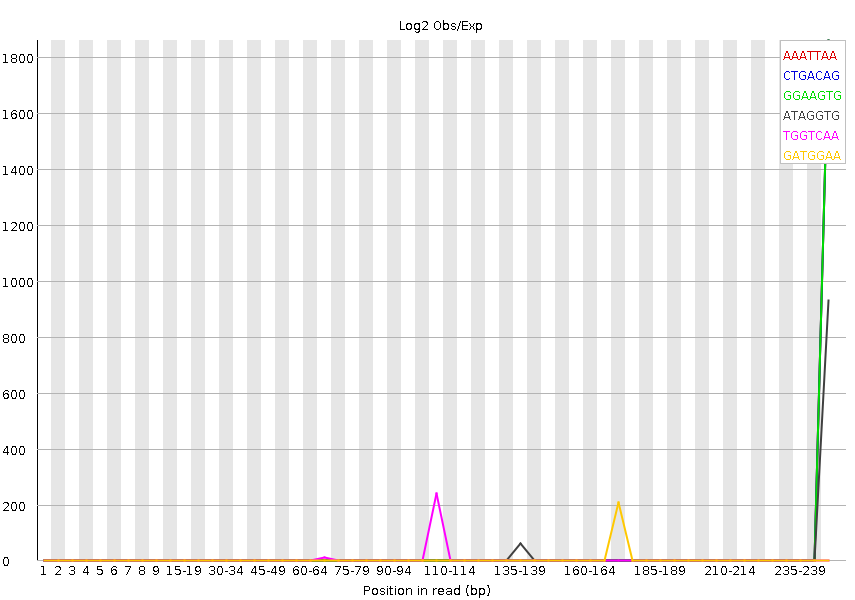 Log2 Obs/Exp
1800
1600
1400
1200
1000
800
600
400
200
0
AAATTAA
CTGACAG
GGAAGTG
ATAGGTG
TGGTCAA
GATGGAA
1 2 3 4 5 6 7 8 9 15-19 30-34 45-49 60-64 75-79 90-94 110-114 135-139 160-164 185-189 210-214 235-239
Position in read (bp)